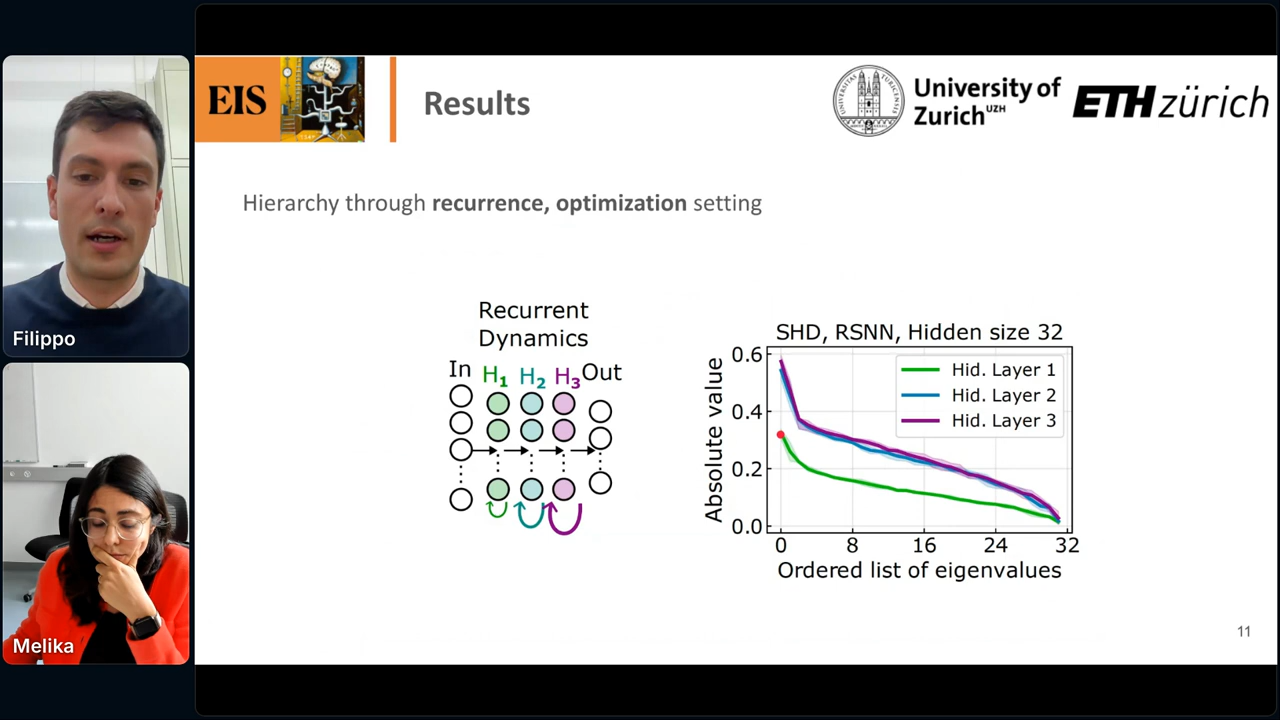 EIS
Results
University of
Zurich UZH
ETH zürich
Hierarchy through recurrence, optimization setting
Filippo
Melika
Recurrent
Dynamics
In H1 H2 H3 Out
SHD, RSNN, Hidden size 32
Absolute value
0.6
0.4
0.2
0.0
Hid. Layer 1
Hid. Layer 2
Hid. Layer 3
0 8 16 24 32
Ordered list of eigenvalues
11